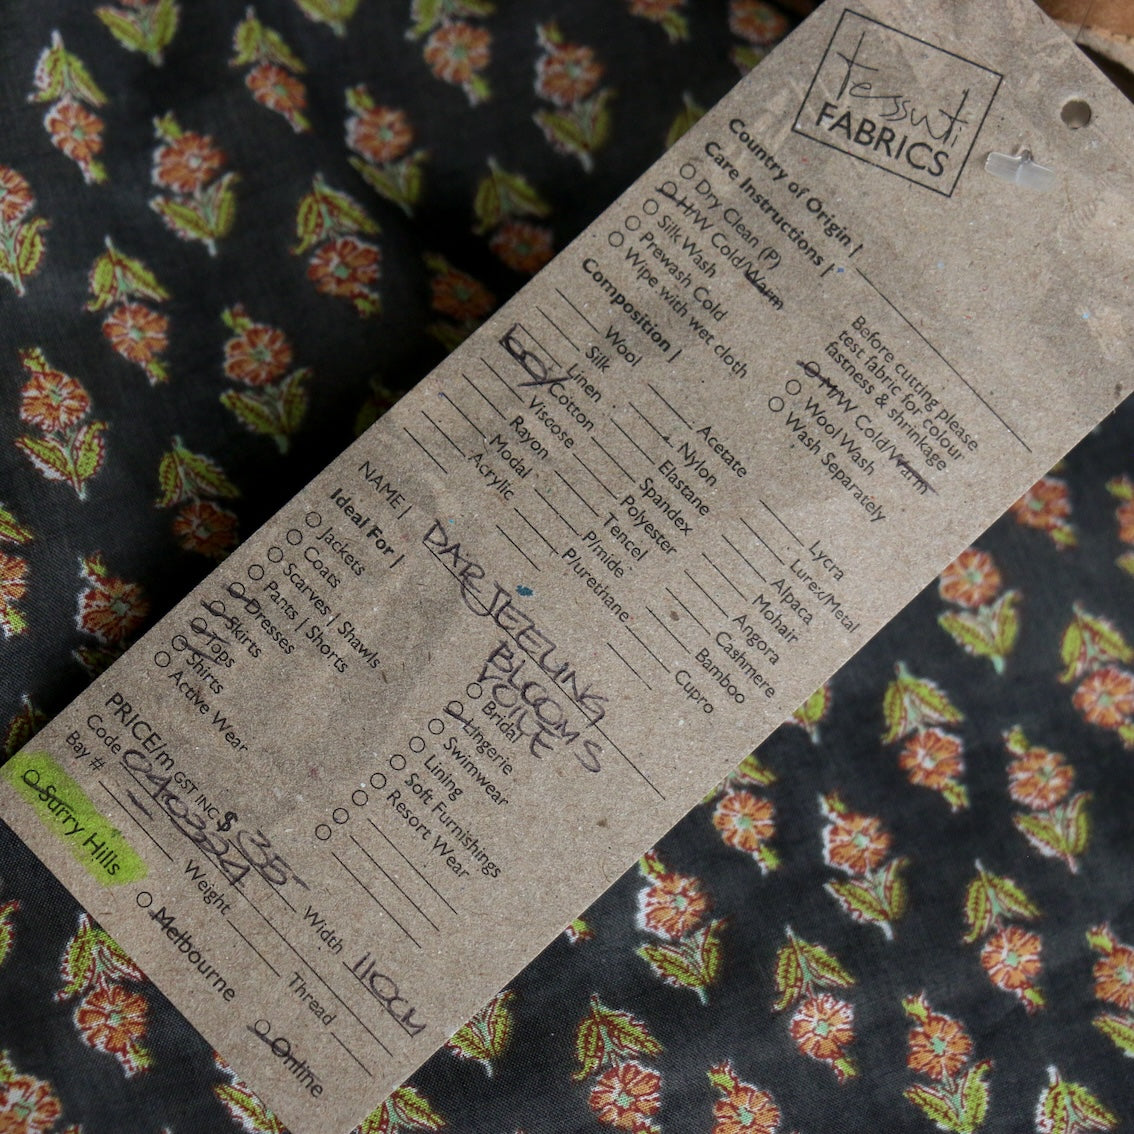 tessuti
FABRICS
Country of Origin |
Care Instructions |
Dry Clean (P)
H/W Cold/Warm
Silk Wash
Prewash Cold
Wipe with wet cloth
Before cutting please
test fabric for colour
fastness & shrinkage
M/W Cold/Warm
Wool Wash
Wash Separately
Composition |
Wool
Silk
Linen
Cotton
Viscose
Rayon
Modal
Acrylic
Acetate
Nylon
Elastane
Spandex
Polyester
Tencel
P/mide
P/urethane
Lycra
Lurex/Metal
Alpaca
Mohair
Angora
Cashmere
Bamboo
Cupro
NAME | DARJEELING
BLOOMS
VOILE
Ideal For |
Jackets
Coats
Scarves | Shawls
Pants | Shorts
Dresses
Skirts
Tops
Shirts
Active Wear
Bridal
Lingerie
Swimwear
Lining
Soft Furnishings
Resort Wear
PRICE/m GST INC $ 35-
Code 040324
Bay #
Weight
Width 110CM
Thread
Surry Hills
Melbourne
Online